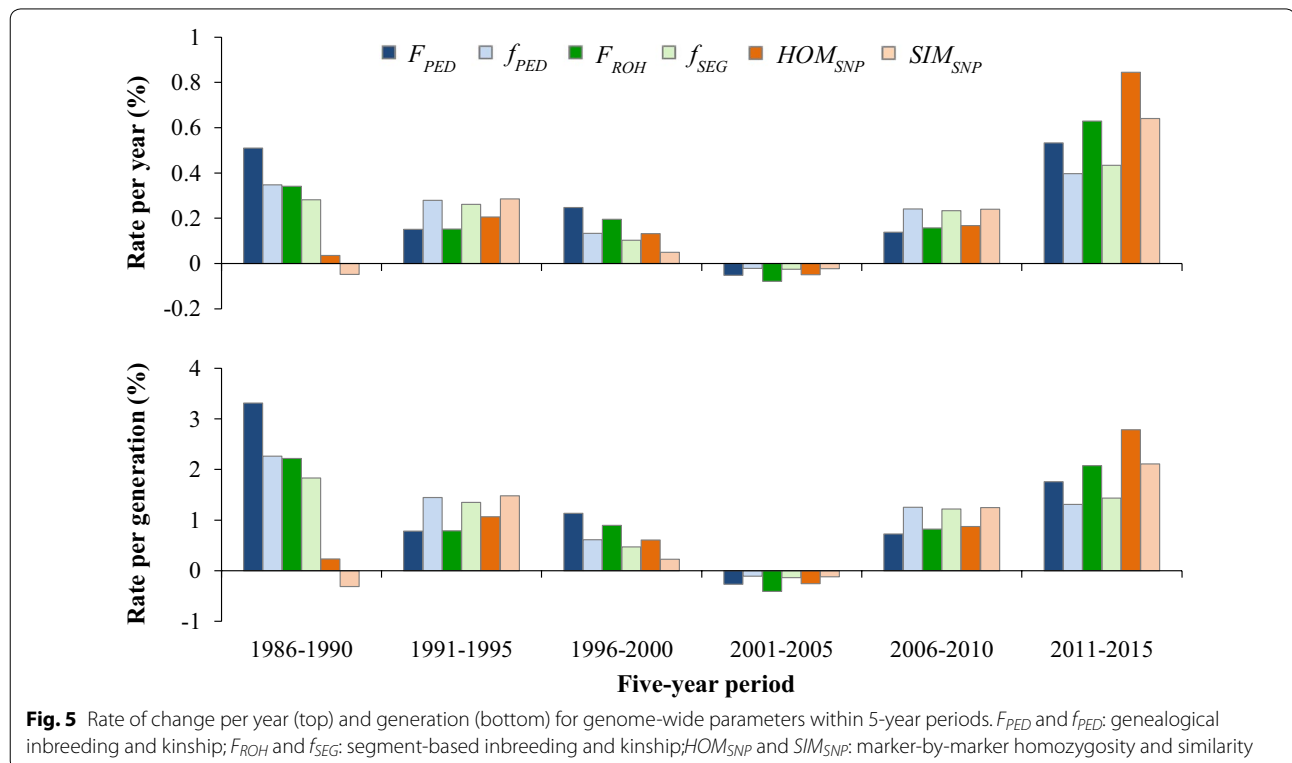 1
0.8
0.6
0.4
0.2
0
-0.2
Rate per year (%)
F_PED f_PED F_ROH f_SEG HOM_SNP SIM_SNP
4
3
2
1
0
-1
Rate per generation (%)
1986-1990 1991-1995 1996-2000 2001-2005 2006-2010 2011-2015
Five-year period
Fig. 5 Rate of change per year (top) and generation (bottom) for genome-wide parameters within 5-year periods. F_PED and f_PED: genealogical
inbreeding and kinship; F_ROH and f_SEG: segment-based inbreeding and kinship;HOM_SNP and SIM_SNP: marker-by-marker homozygosity and similarity